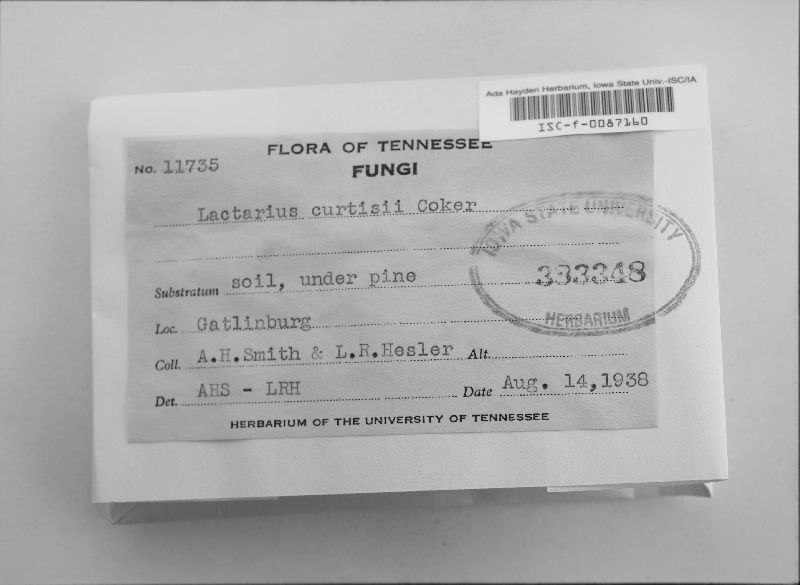 Ada Hayden Herbarium, Iowa State Univ.-ISC/IA
ISC-f-0087160
FLORA OF TENNESSEE
No. 11735
FUNGI
Lactarius curtisii Coker
IOWA STATE UNIVERSITY
333348
HERBARIUM
Substratum soil, under pine
Loc. Gatlinburg
Coll. A.H.Smith & L.R.Hesler Alt.
Det. AHS - LRH Date Aug. 14,1938
HERBARIUM OF THE UNIVERSITY OF TENNESSEE